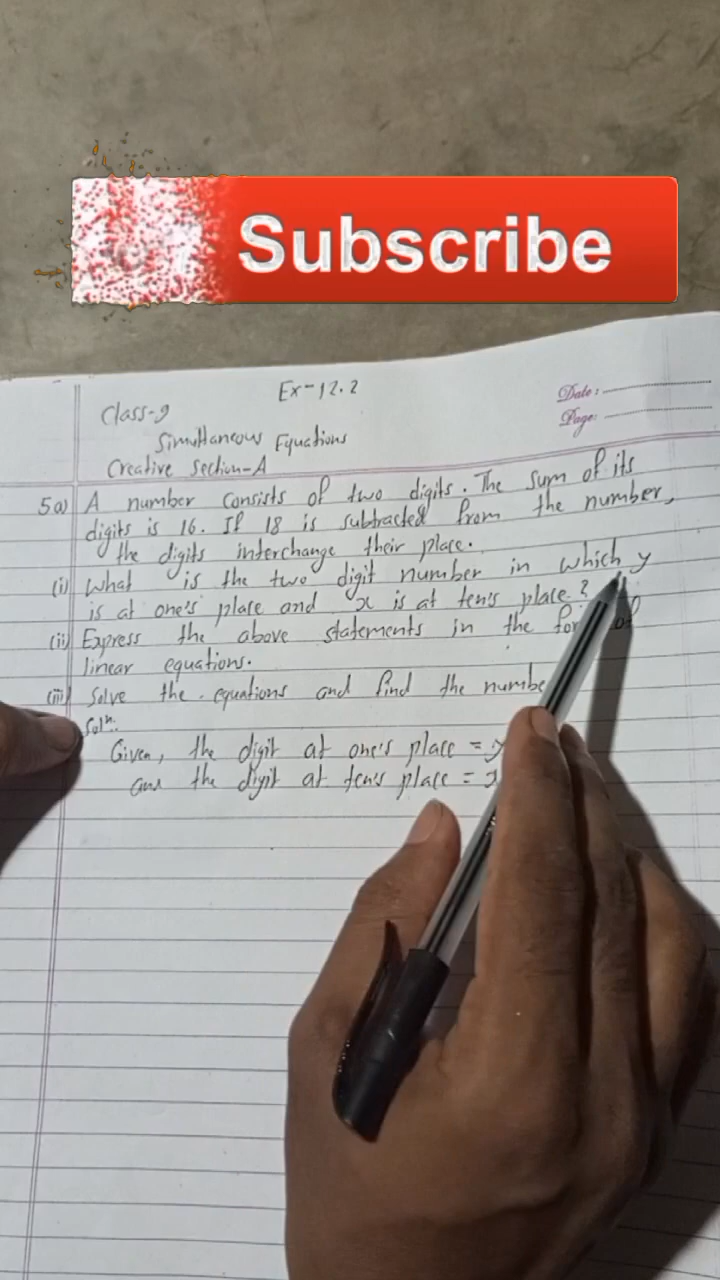 Subscribe
Ex-12.2
Date:
Class-9
Page:
Simultaneous Equations
Creative Section-A
5a) A number consists of two digits. The sum of its
digits is 16. If 18 is subtracted from the number,
the digits interchange their place.
(i) What is the two digit number in which y
is at one's place and x is at ten's place?
(ii) Express the above statements in the of
linear equations.
(iii) Solve the equations and find the
Solⁿ:
Given, the digit at one's place = y
and the digit at ten's place =